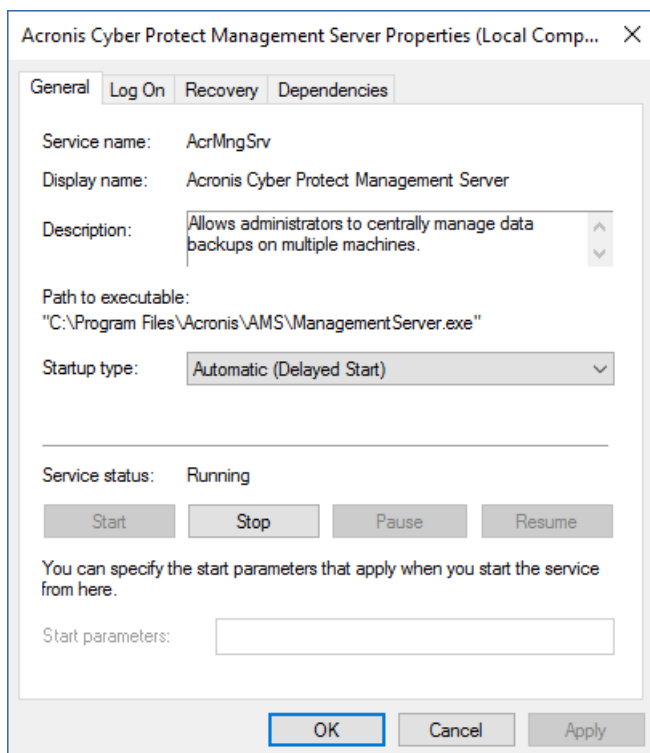 Acronis Cyber Protect Management Server Properties (Local Comp...
General Log On Recovery Dependencies
Service name: AcrMngSrv
Display name: Acronis Cyber Protect Management Server
Description: Allows administrators to centrally manage data
backups on multiple machines.
Path to executable:
"C:\Program Files\Acronis\AMS\ManagementServer.exe"
Startup type: Automatic (Delayed Start)
Service status: Running
Start Stop Pause Resume
You can specify the start parameters that apply when you start the service
from here.
Start parameters:
OK Cancel Apply